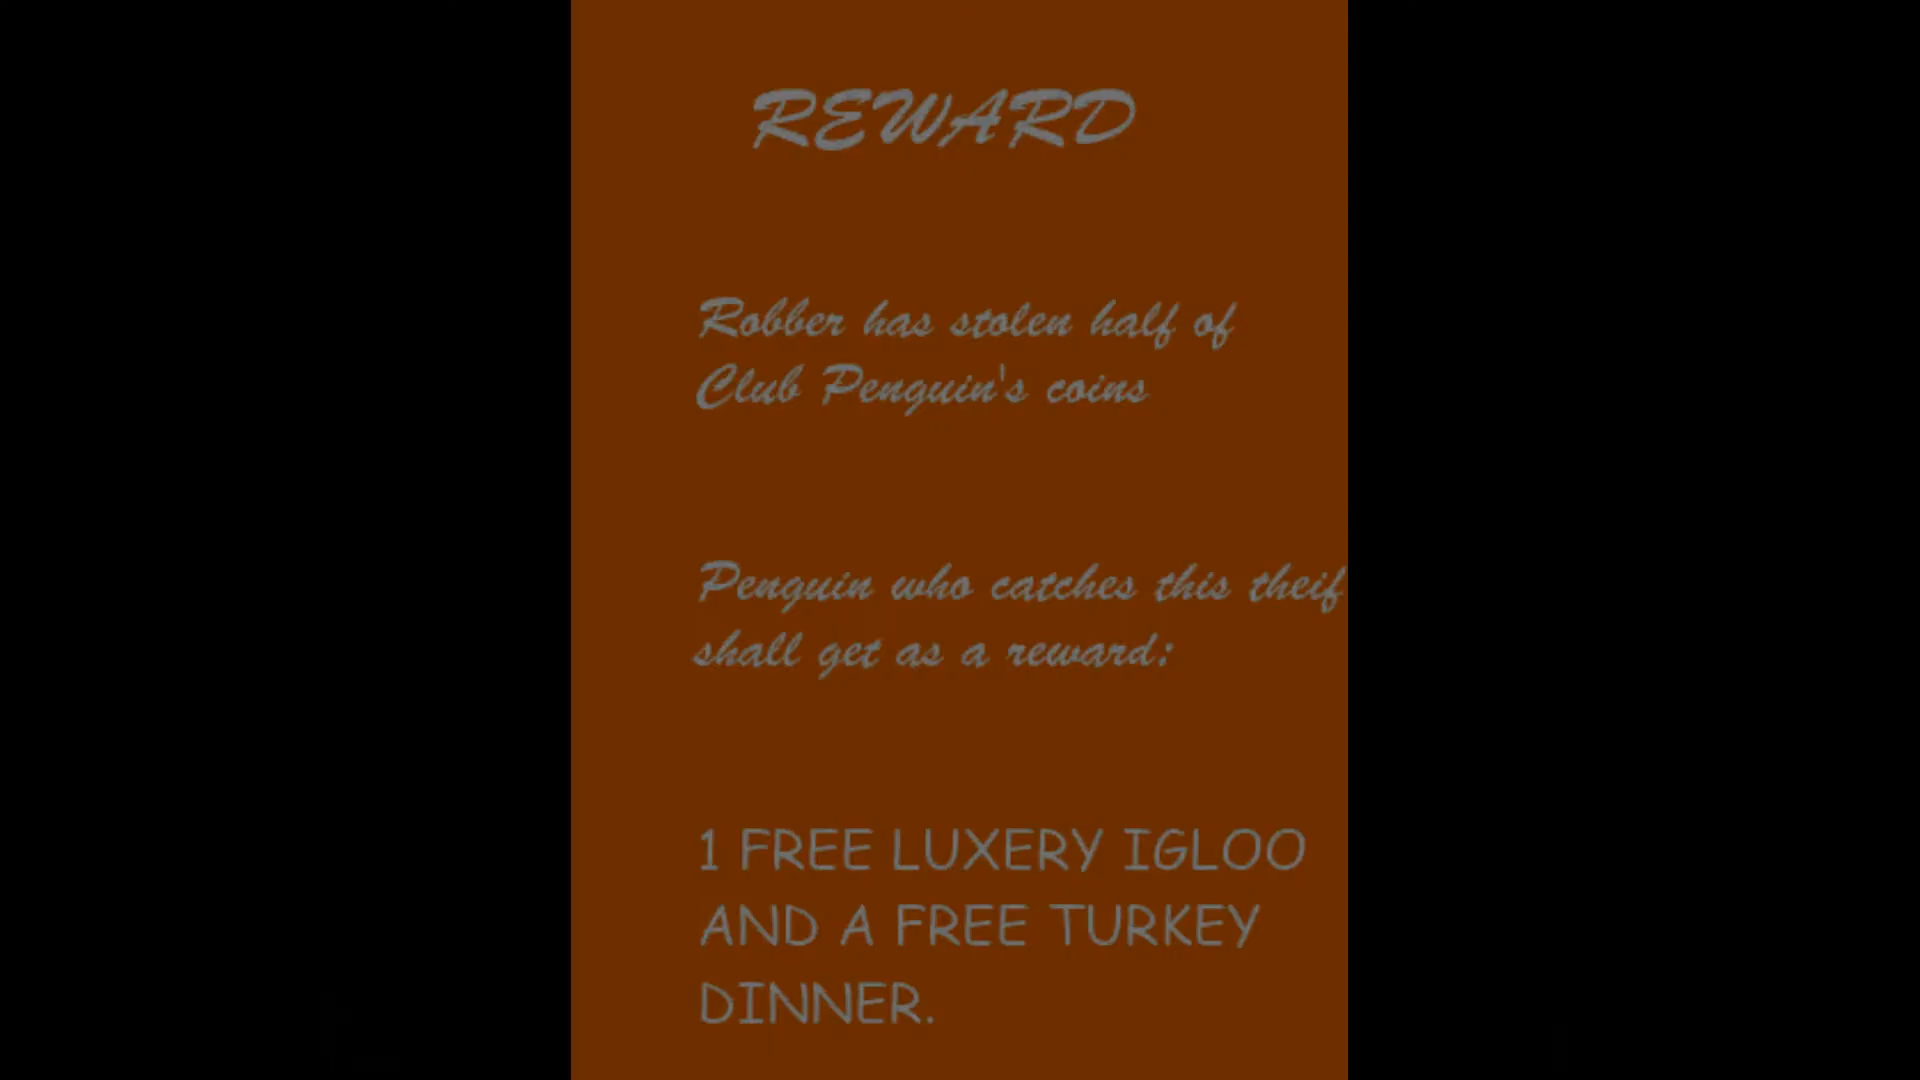 REWARD
Robber has stolen half of
Club Penguin's coins
Penguin who catches this theif
shall get as a reward:
1 FREE LUXERY IGLOO
AND A FREE TURKEY
DINNER.